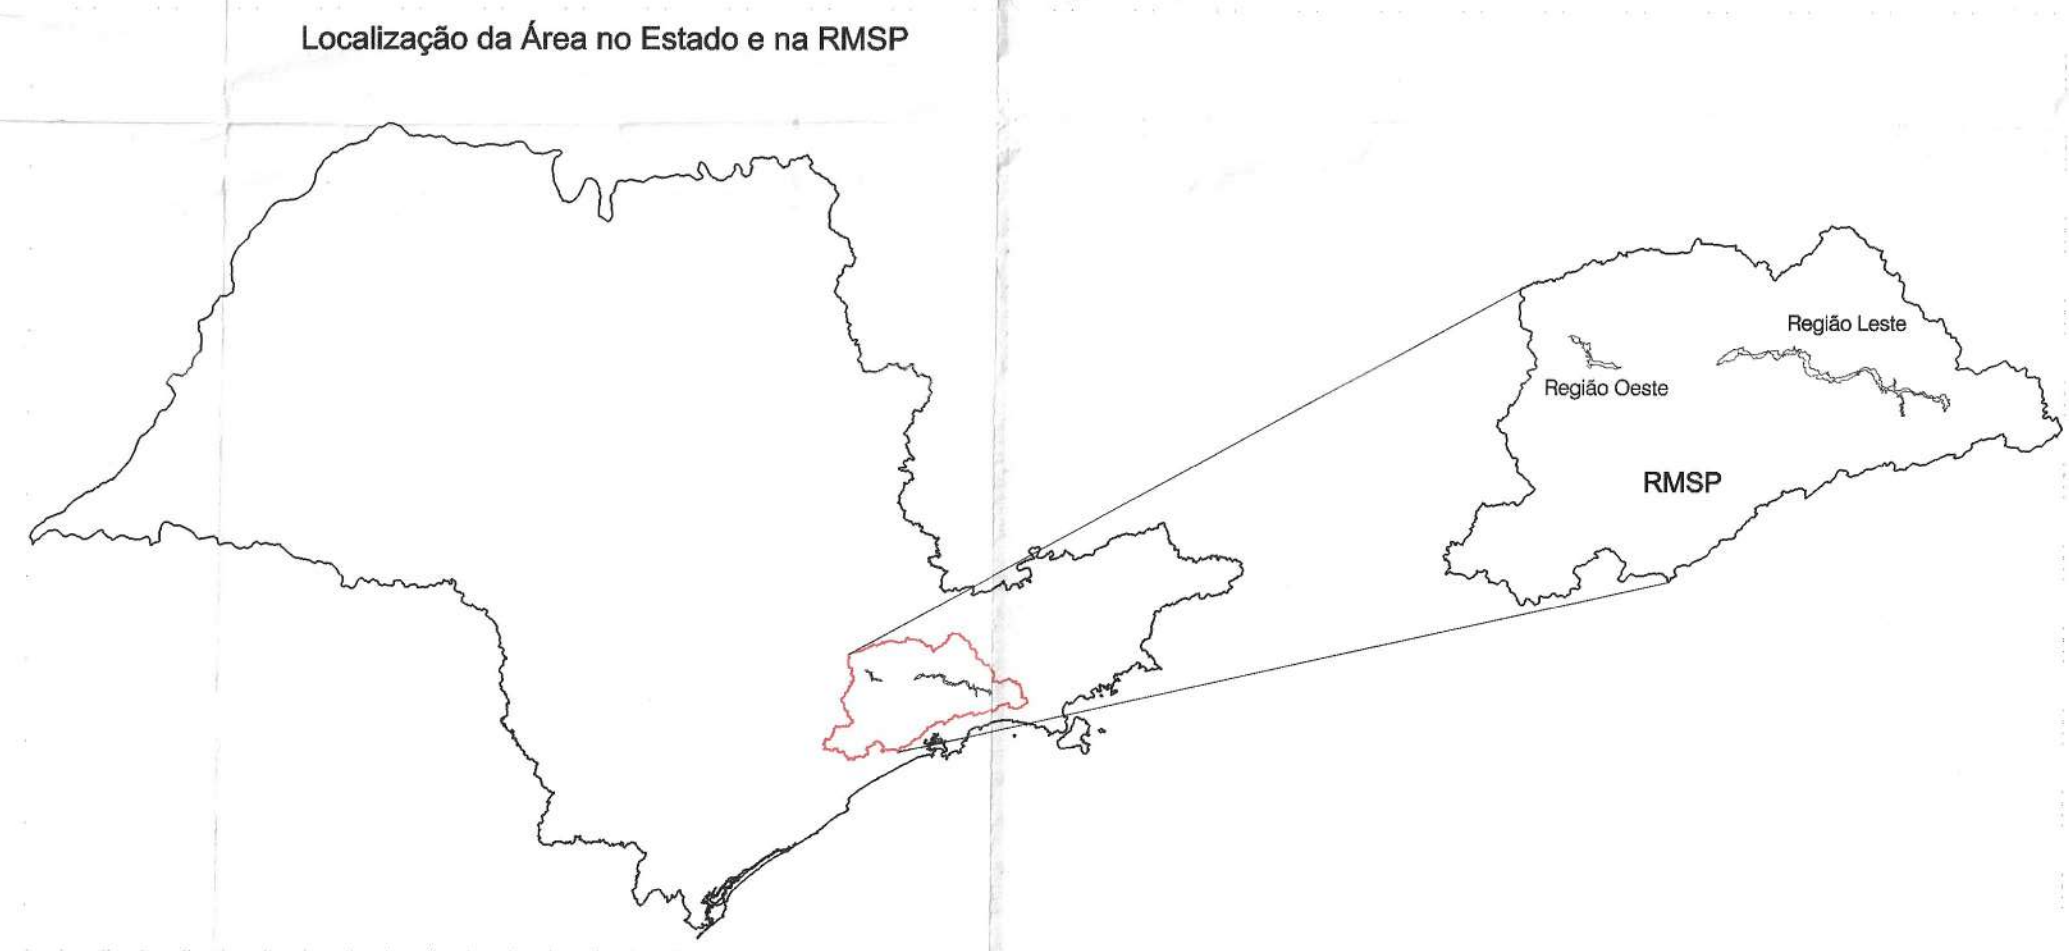 Localização da Área no Estado e na RMSP
Região Leste
Região Oeste
RMSP